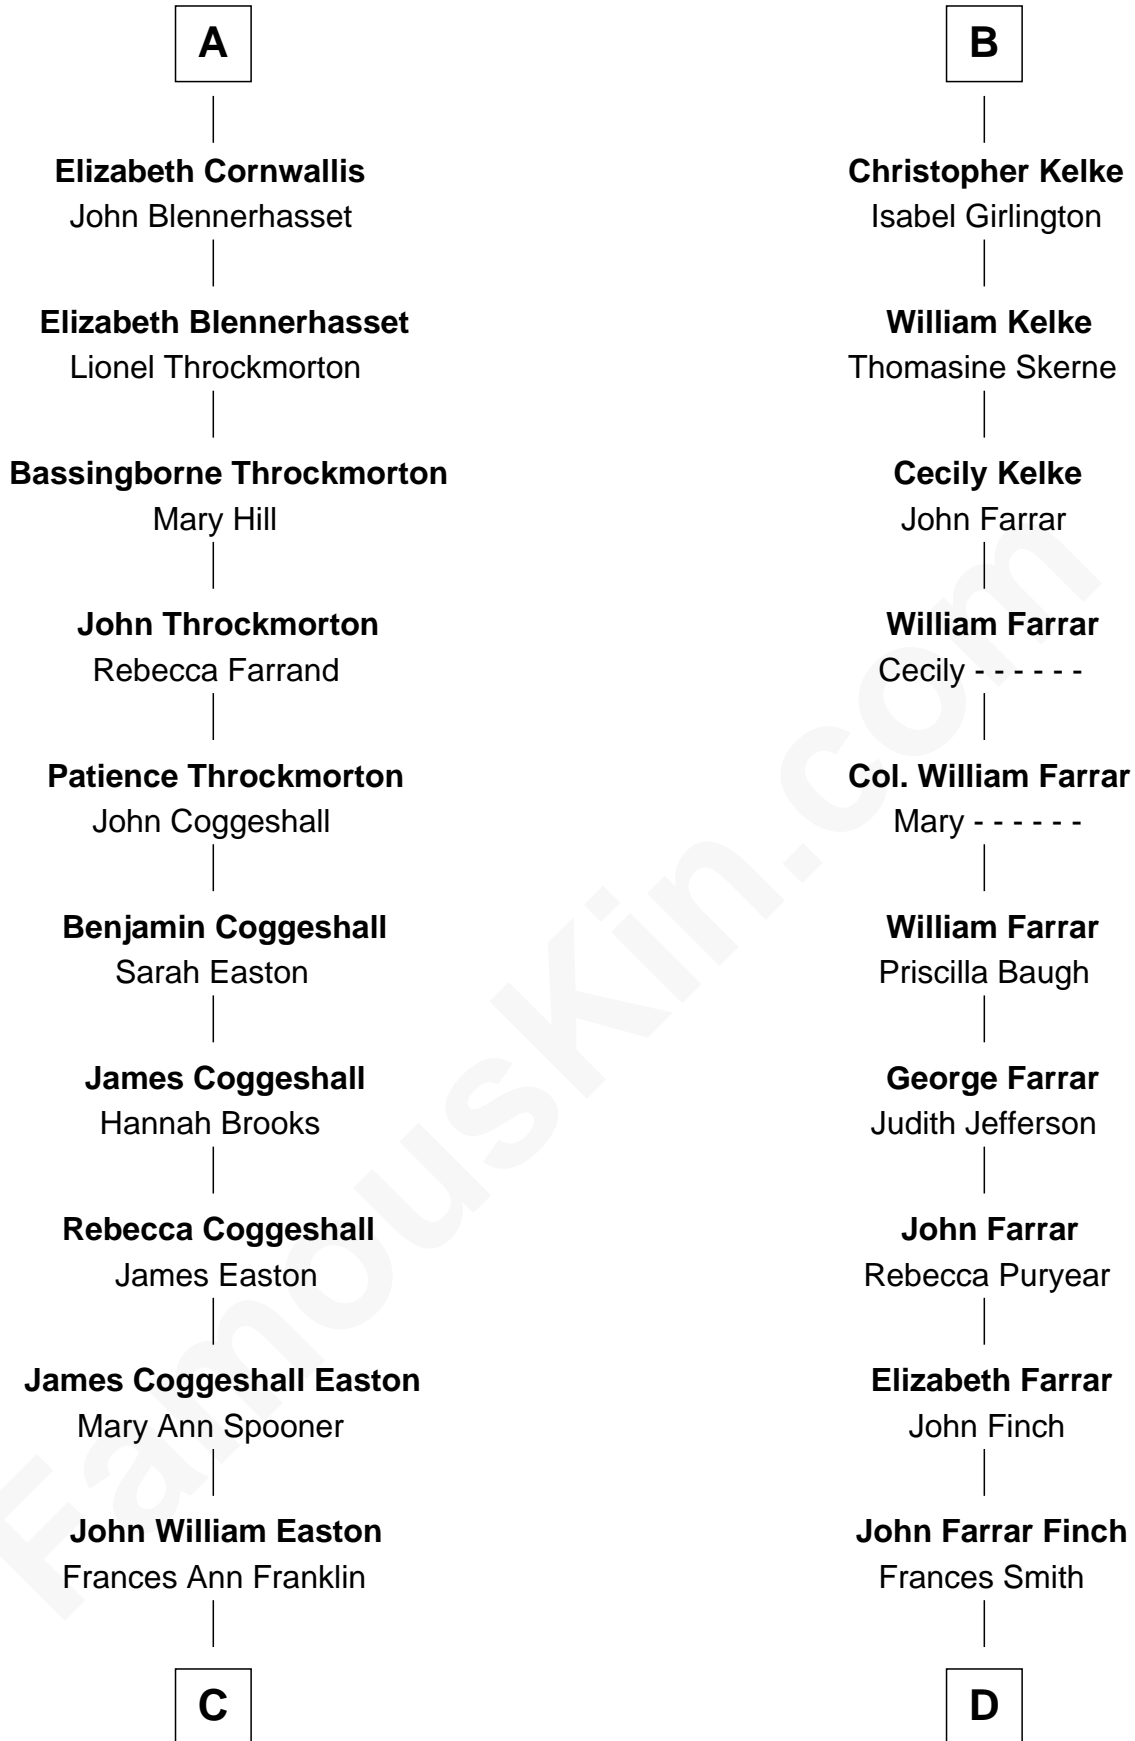 A
Elizabeth Cornwallis
John Blennerhasset
Elizabeth Blennerhasset
Lionel Throckmorton
Bassingborne Throckmorton
Mary Hill
John Throckmorton
Rebecca Farrand
Patience Throckmorton
John Coggeshall
Benjamin Coggeshall
Sarah Easton
James Coggeshall
Hannah Brooks
Rebecca Coggeshall
James Easton
James Coggeshall Easton
Mary Ann Spooner
John William Easton
Frances Ann Franklin
C
B
Christopher Kelke
Isabel Girlington
William Kelke
Thomasine Skerne
Cecily Kelke
John Farrar
William Farrar
Cecily - - - - - -
Col. William Farrar
Mary - - - - - -
William Farrar
Priscilla Baugh
George Farrar
Judith Jefferson
John Farrar
Rebecca Puryear
Elizabeth Farrar
John Finch
John Farrar Finch
Frances Smith
D
FamousKin.com